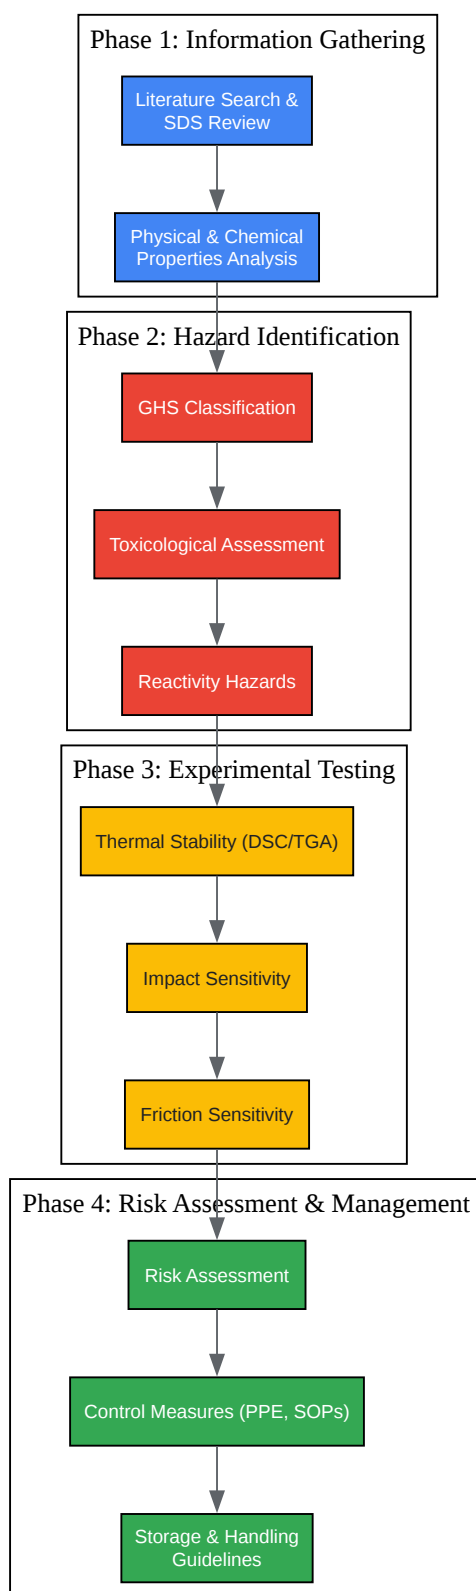 Phase 1: Information Gathering
Literature Search &
SDS Review
Physical & Chemical
Properties Analysis
Phase 2: Hazard Identification
GHS Classification
Toxicological Assessment
Reactivity Hazards
Phase 3: Experimental Testing
Thermal Stability (DSC/TGA)
Impact Sensitivity
Friction Sensitivity
Phase 4: Risk Assessment & Management
Risk Assessment
Control Measures (PPE, SOPs)
Storage & Handling
Guidelines